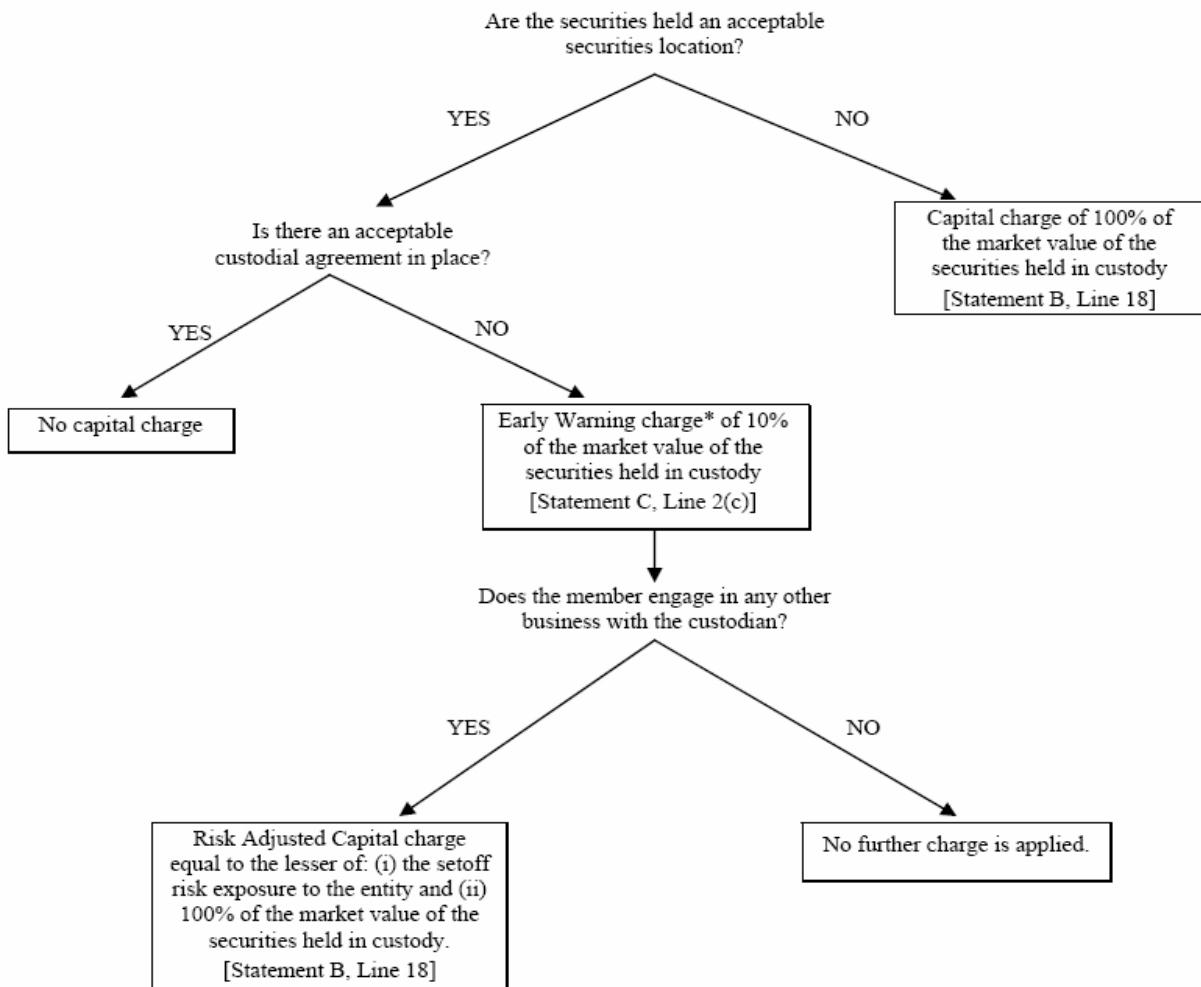 Are the securities held an acceptable
securities location?
YES
NO
Is there an acceptable
custodial agreement in place?
Capital charge of 100% of
the market value of the
securities held in custody
[Statement B, Line 18]
YES
NO
No capital charge
Early Warning charge* of 10%
of the market value of the
securities held in custody
[Statement C, Line 2(c)]
Does the member engage in any other
business with the custodian?
YES
NO
Risk Adjusted Capital charge
equal to the lesser of: (i) the setoff
risk exposure to the entity and (ii)
100% of the market value of the
securities held in custody.
[Statement B, Line 18]
No further charge is applied.